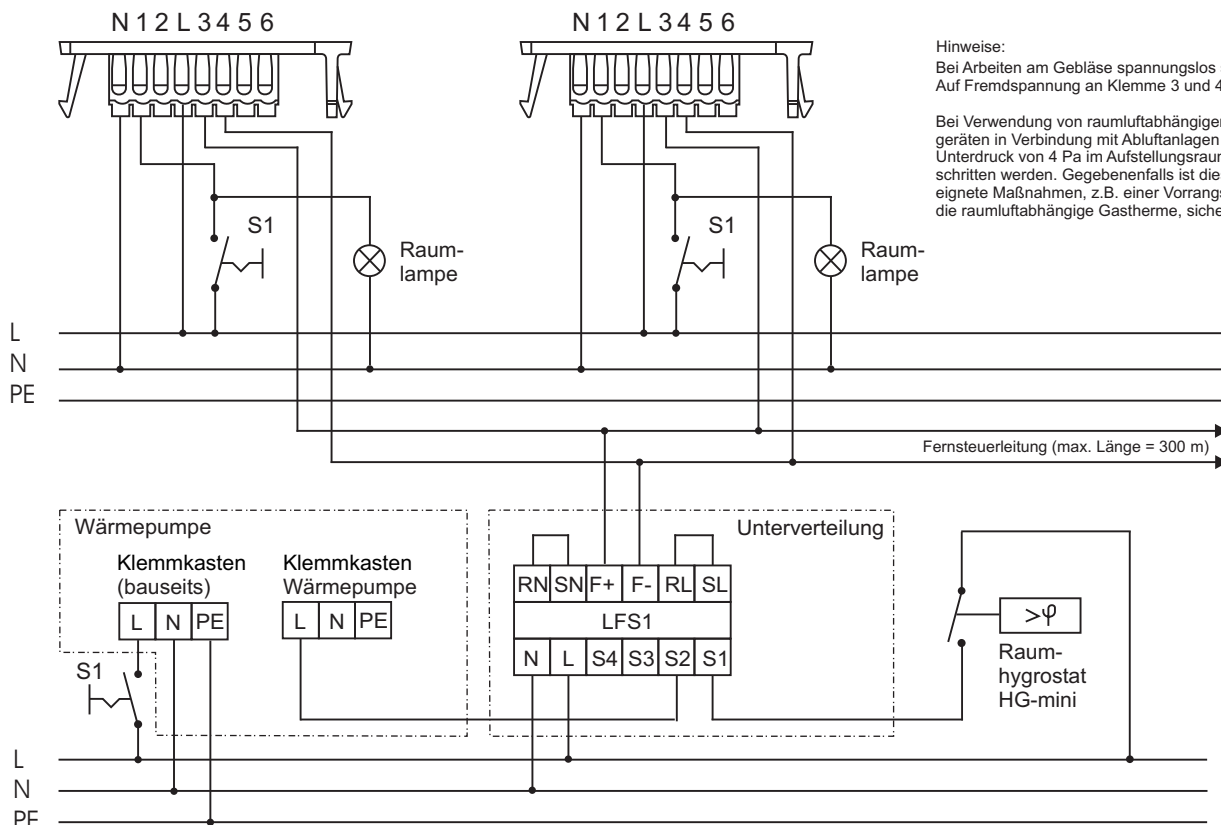 N 1 2 L 3 4 5 6
N 1 2 L 3 4 5 6
Hinweise:
Bei Arbeiten am Gebläse spannungslos
Auf Fremdspannung an Klemme 3 und 4
Bei Verwendung von raumluftabhängigen
geräten in Verbindung mit Abluftanlagen
Unterdruck von 4 Pa im Aufstellungsraum
schritten werden. Gegebenenfalls ist die
eignete Maßnahmen, z.B. einer Vorrangs
die raumluftabhängige Gastherme, siche
S1
Raum-
lampe
S1
Raum-
lampe
L
N
PE
Fernsteuerleitung (max. Länge = 300 m)
Wärmepumpe
Klemmkasten
(bauseits)
L N PE
Klemmkasten
Wärmepumpe
L N PE
S1
Unterverteilung
RN SN F+ F- RL SL
LFS1
N L S4 S3 S2 S1
>φ
Raum-
hygrostat
HG-mini
L
N
PE